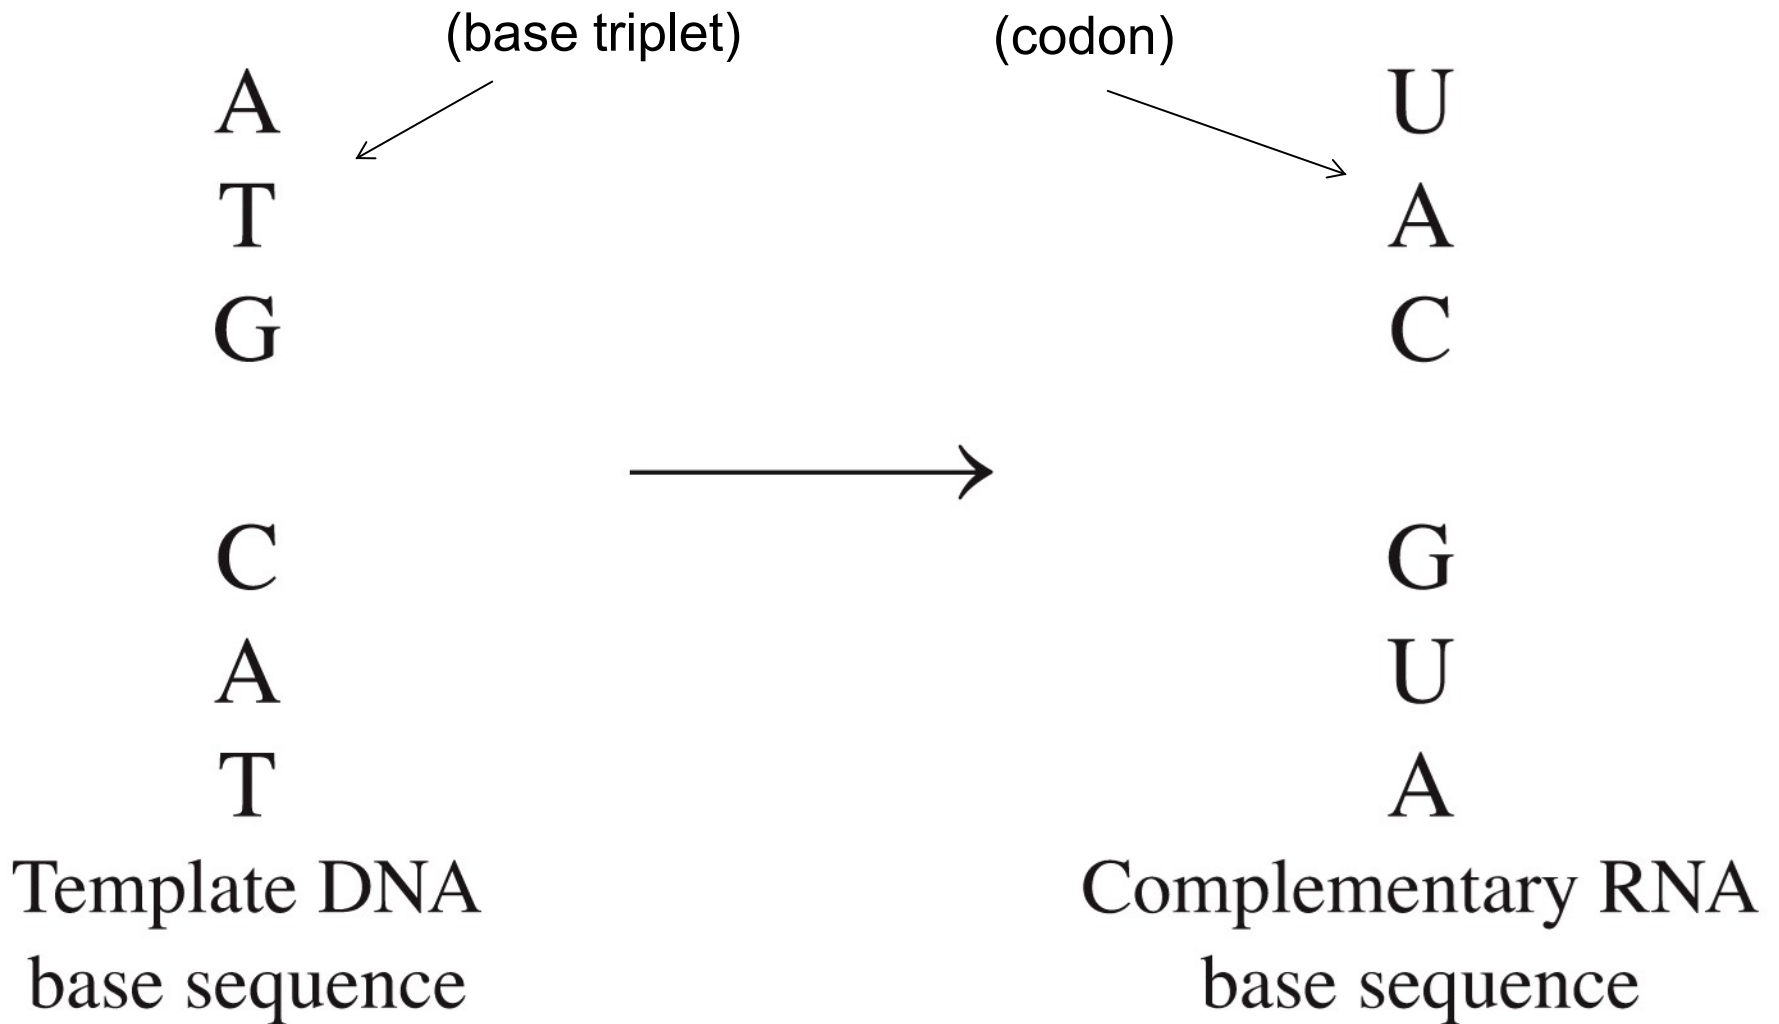 (base triplet)
(codon)
A
T
G
C
A
T
Template DNA
base sequence
U
A
C
G
U
A
Complementary RNA
base sequence